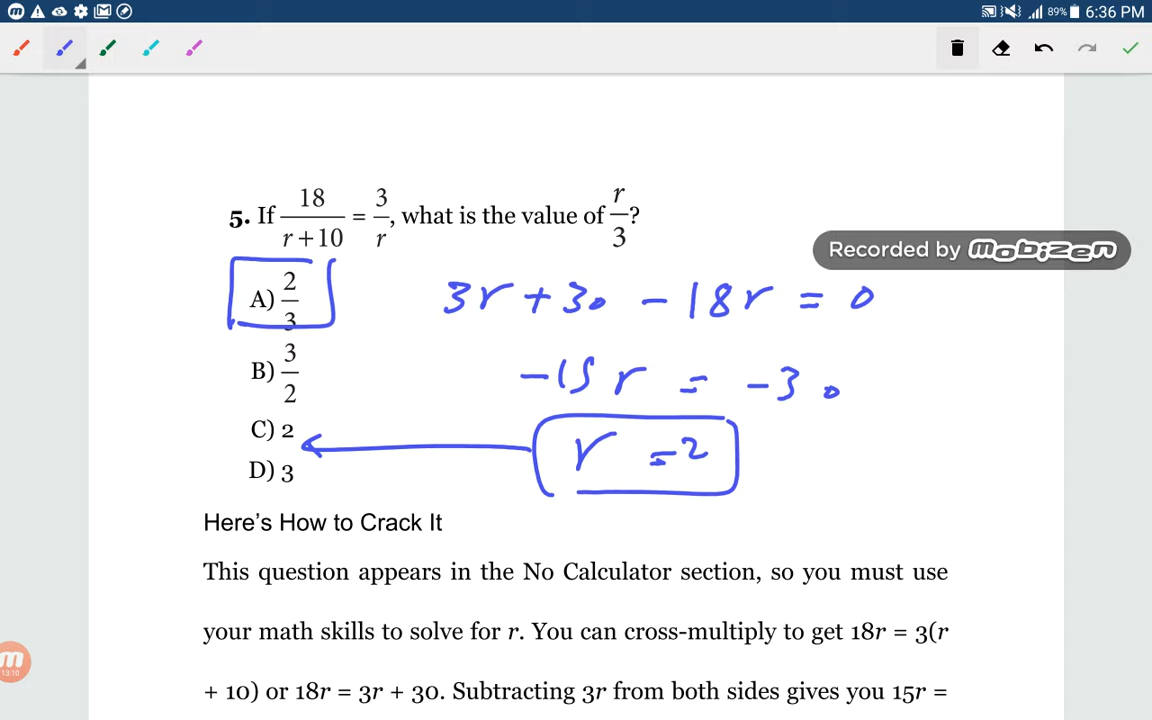 89% 6:36 PM
Recorded by mobizen
5. If 18/(r+10) = 3/r, what is the value of r/3?
A) 2/3
3r + 30 - 18r = 0
B) 3/2
-15r = -30
C) 2
r = 2
D) 3
Here’s How to Crack It
This question appears in the No Calculator section, so you must use
your math skills to solve for r. You can cross-multiply to get 18r = 3(r
+ 10) or 18r = 3r + 30. Subtracting 3r from both sides gives you 15r =
13:10